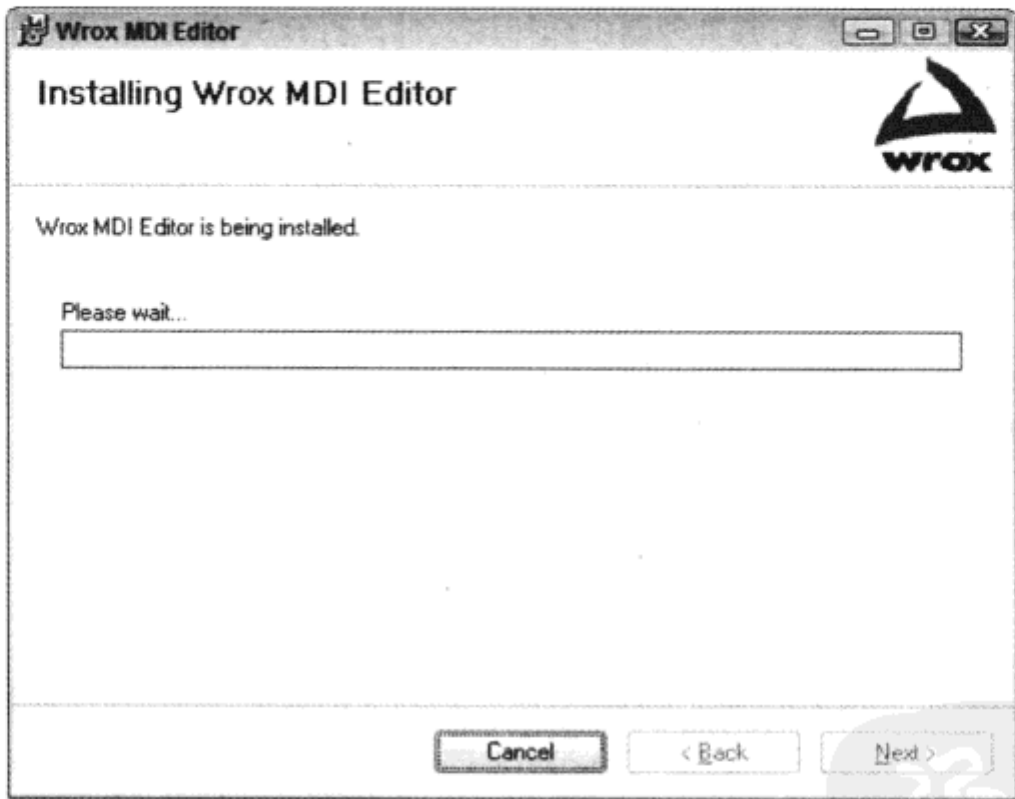 Wrox MDI Editor
Installing Wrox MDI Editor
wrox
Wrox MDI Editor is being installed.
Please wait...
Cancel
< Back
Next >